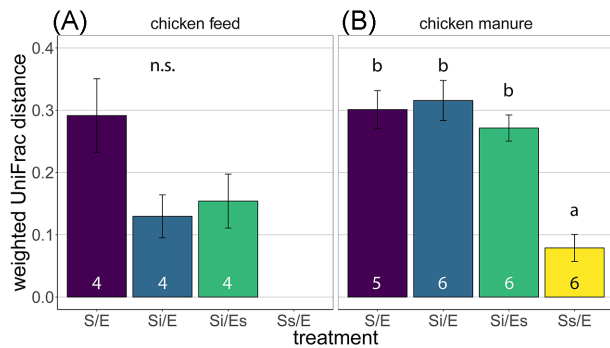 (A) chicken feed
(B) chicken manure
weighted UniFrac distance
0.4
0.3
0.2
0.1
0.0
n.s.
4 4 4
S/E Si/E Si/Es Ss/E
b b b a
5 6 6 6
S/E Si/E Si/Es Ss/E
treatment